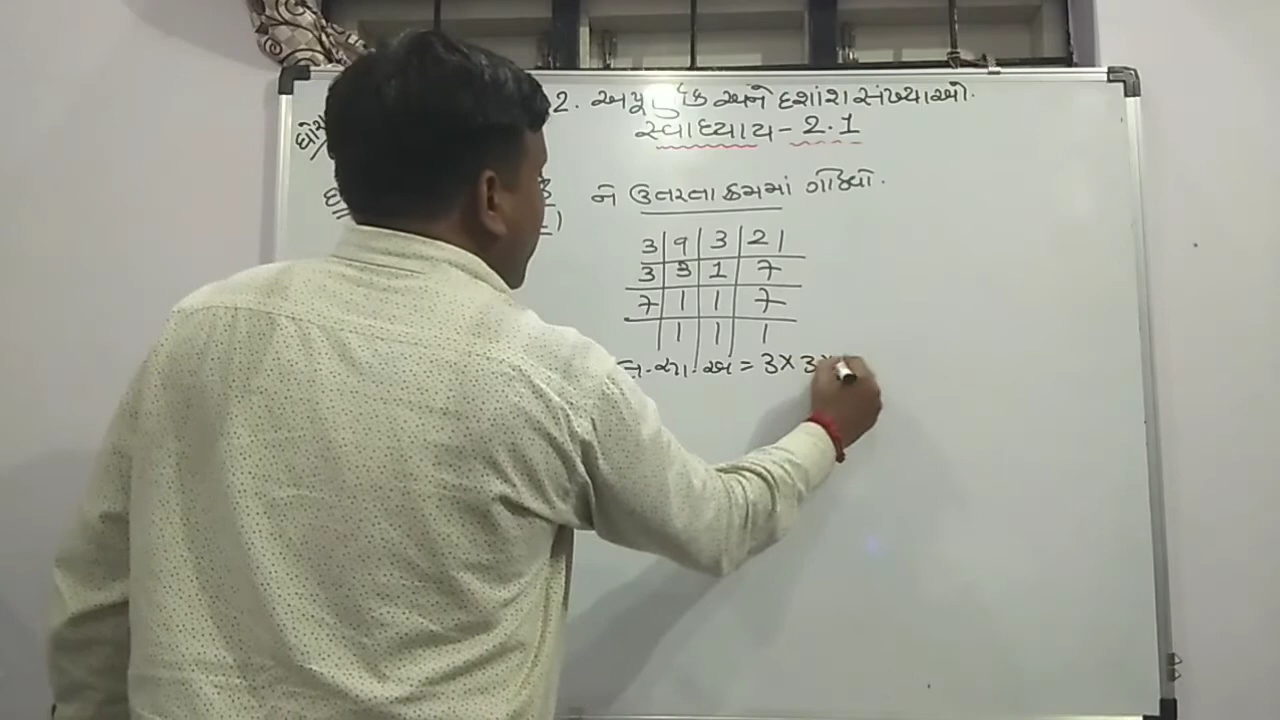 2. અપૂર્ણાંક અને દશાંશ સંખ્યાઓ.
ધોર
સ્વાધ્યાય - 2.1
ને ઉતરતા ક્રમમાં ગોઠવો.
3 9 3 21
3 3 1 7
7 1 1 7
1 1 1
લ.સા.અ = 3×3×